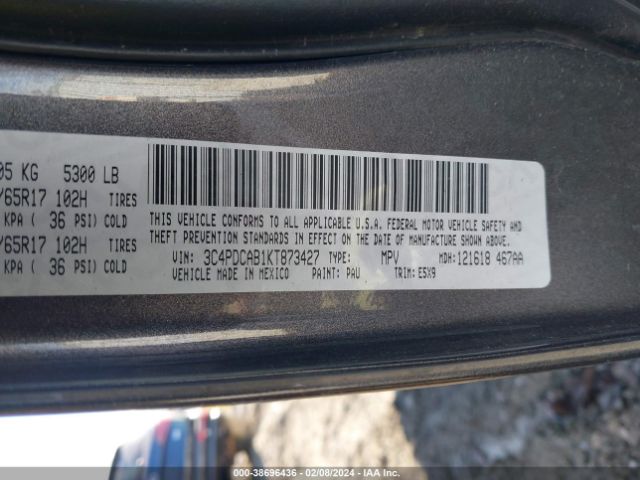 05 KG 5300 LB
/65R17 102H TIRES
KPA ( 36 PSI) COLD
/65R17 102H TIRES
KPA ( 36 PSI) COLD
THIS VEHICLE CONFORMS TO ALL APPLICABLE U.S.A. FEDERAL MOTOR VEHICLE SAFETY AND
THEFT PREVENTION STANDARDS IN EFFECT ON THE DATE OF MANUFACTURE SHOWN ABOVE.
VIN: 3C4PDCAB1KT873427 TYPE: MPV MDH: 121618 467AA
VEHICLE MADE IN MEXICO PAINT: PAU TRIM: E5X9
© IAAI - 38696436 - 02/08/2024 - IAA Inc.